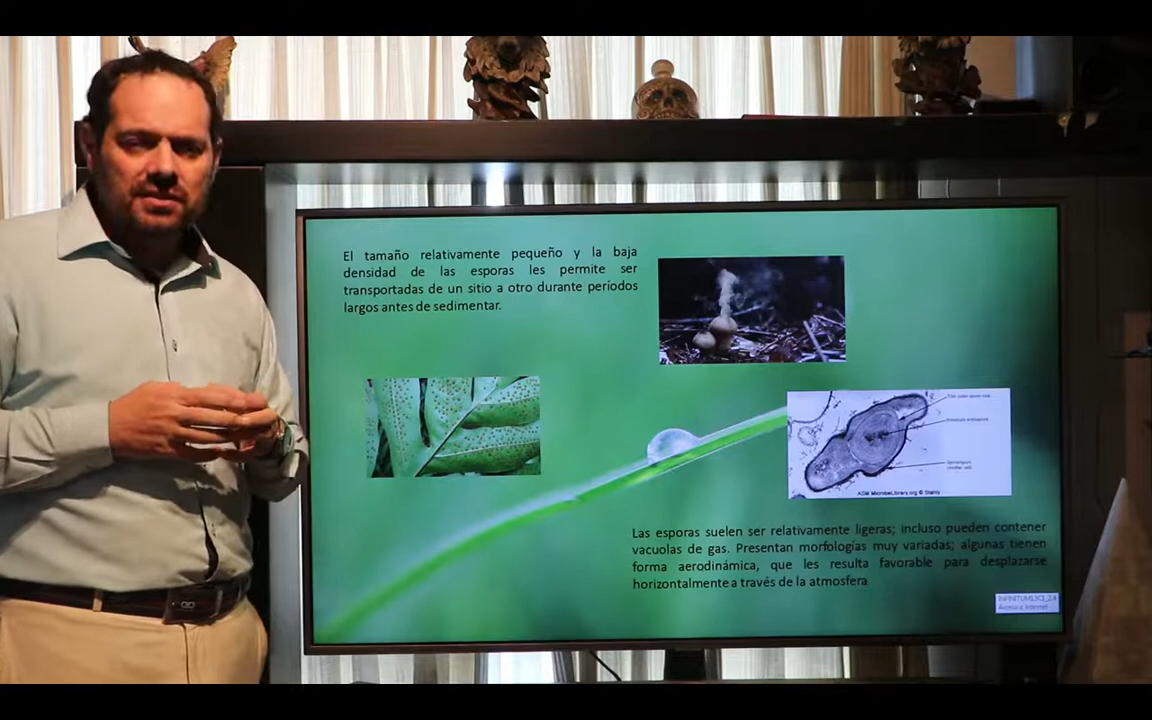 El tamaño relativamente pequeño y la baja
densidad de las esporas les permite ser
transportadas de un sitio a otro durante períodos
largos antes de sedimentar.
ASM MicrobeLibrary.org © Stahly
Las esporas suelen ser relativamente ligeras; incluso pueden contener
vacuolas de gas. Presentan morfologías muy variadas; algunas tienen
forma aerodinámica, que les resulta favorable para desplazarse
horizontalmente a través de la atmosfera
Acceso a Internet